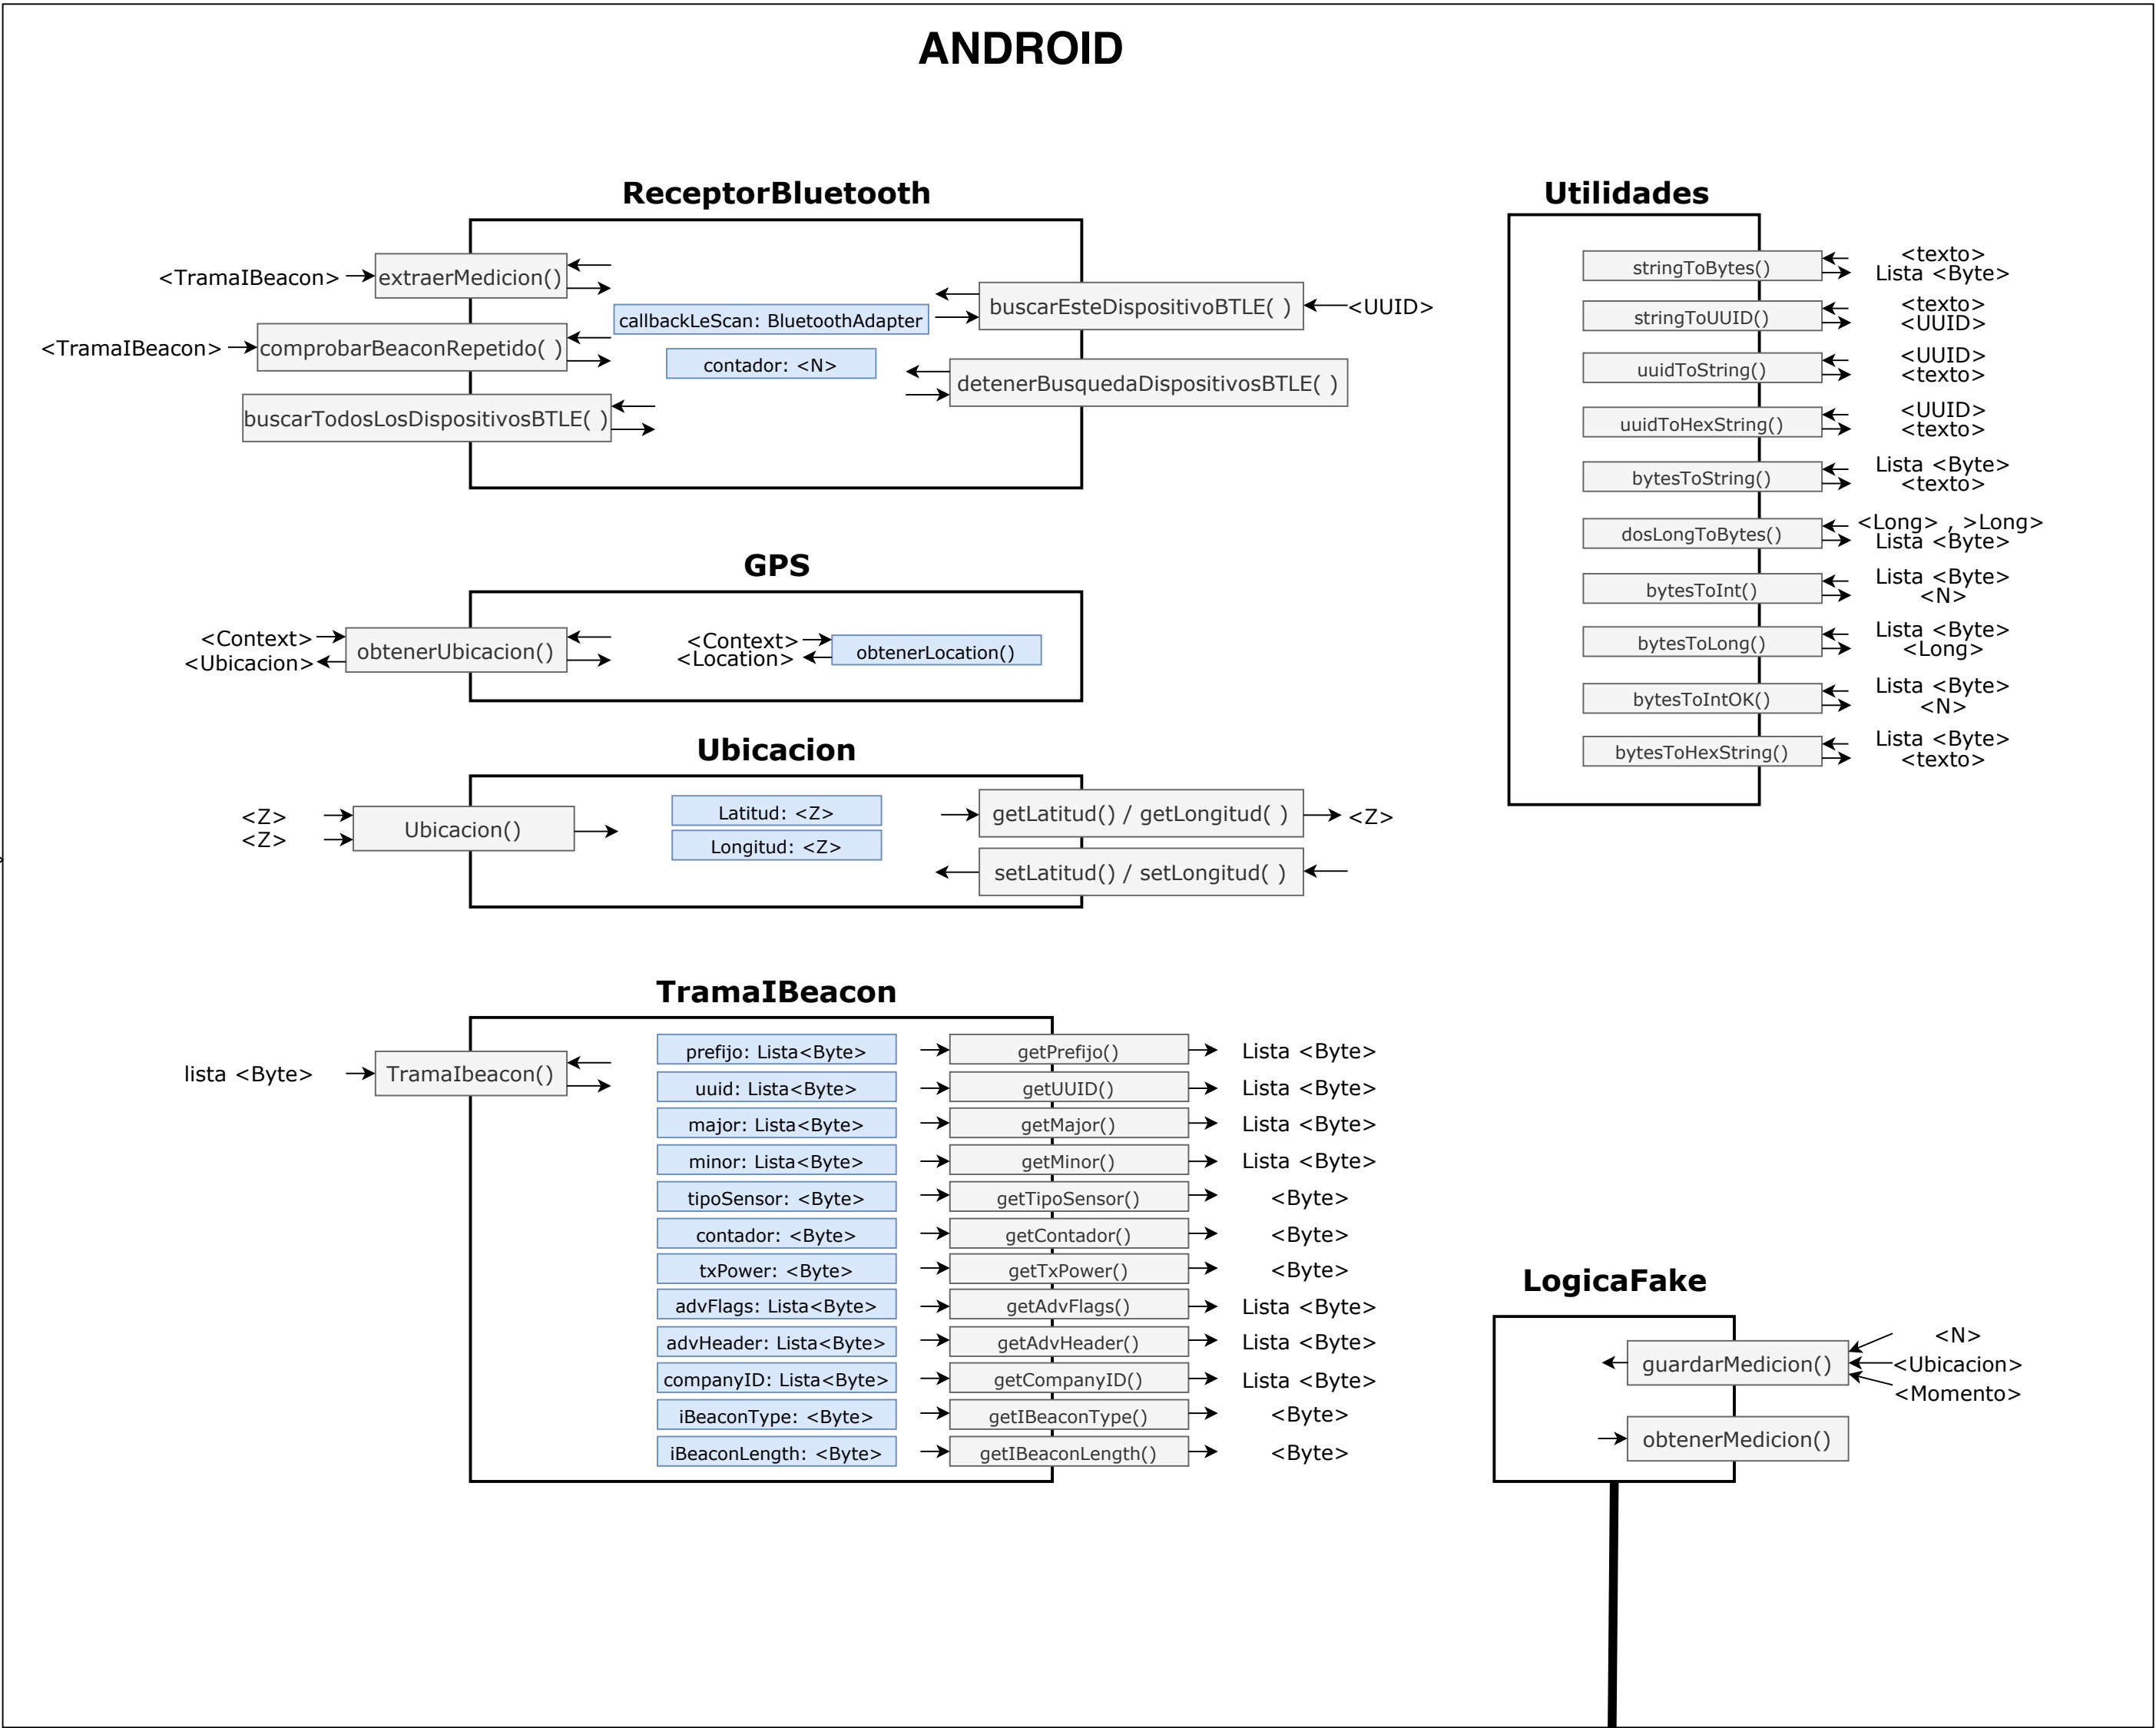 ANDROID
ReceptorBluetooth
<TramaIBeacon>
extraerMedicion()
<TramaIBeacon>
comprobarBeaconRepetido( )
buscarTodosLosDispositivosBTLE( )
callbackLeScan: BluetoothAdapter
contador: <N>
buscarEsteDispositivoBTLE( )
<UUID>
detenerBusquedaDispositivosBTLE( )
Utilidades
stringToBytes()
<texto>
Lista <Byte>
stringToUUID()
<texto>
<UUID>
uuidToString()
<UUID>
<texto>
uuidToHexString()
<UUID>
<texto>
bytesToString()
Lista <Byte>
<texto>
dosLongToBytes()
<Long> , >Long>
Lista <Byte>
bytesToInt()
Lista <Byte>
<N>
bytesToLong()
Lista <Byte>
<Long>
bytesToIntOK()
Lista <Byte>
<N>
bytesToHexString()
Lista <Byte>
<texto>
GPS
<Context>
<Ubicacion>
obtenerUbicacion()
<Context>
<Location>
obtenerLocation()
Ubicacion
<Z>
<Z>
Ubicacion()
Latitud: <Z>
Longitud: <Z>
getLatitud() / getLongitud( )
<Z>
setLatitud() / setLongitud( )
TramaIBeacon
lista <Byte>
TramaIbeacon()
prefijo: Lista<Byte>
getPrefijo()
Lista <Byte>
uuid: Lista<Byte>
getUUID()
Lista <Byte>
major: Lista<Byte>
getMajor()
Lista <Byte>
minor: Lista<Byte>
getMinor()
Lista <Byte>
tipoSensor: <Byte>
getTipoSensor()
<Byte>
contador: <Byte>
getContador()
<Byte>
txPower: <Byte>
getTxPower()
<Byte>
advFlags: Lista<Byte>
getAdvFlags()
Lista <Byte>
advHeader: Lista<Byte>
getAdvHeader()
Lista <Byte>
companyID: Lista<Byte>
getCompanyID()
Lista <Byte>
iBeaconType: <Byte>
getIBeaconType()
<Byte>
iBeaconLength: <Byte>
getIBeaconLength()
<Byte>
LogicaFake
guardarMedicion()
<N>
<Ubicacion>
<Momento>
obtenerMedicion()